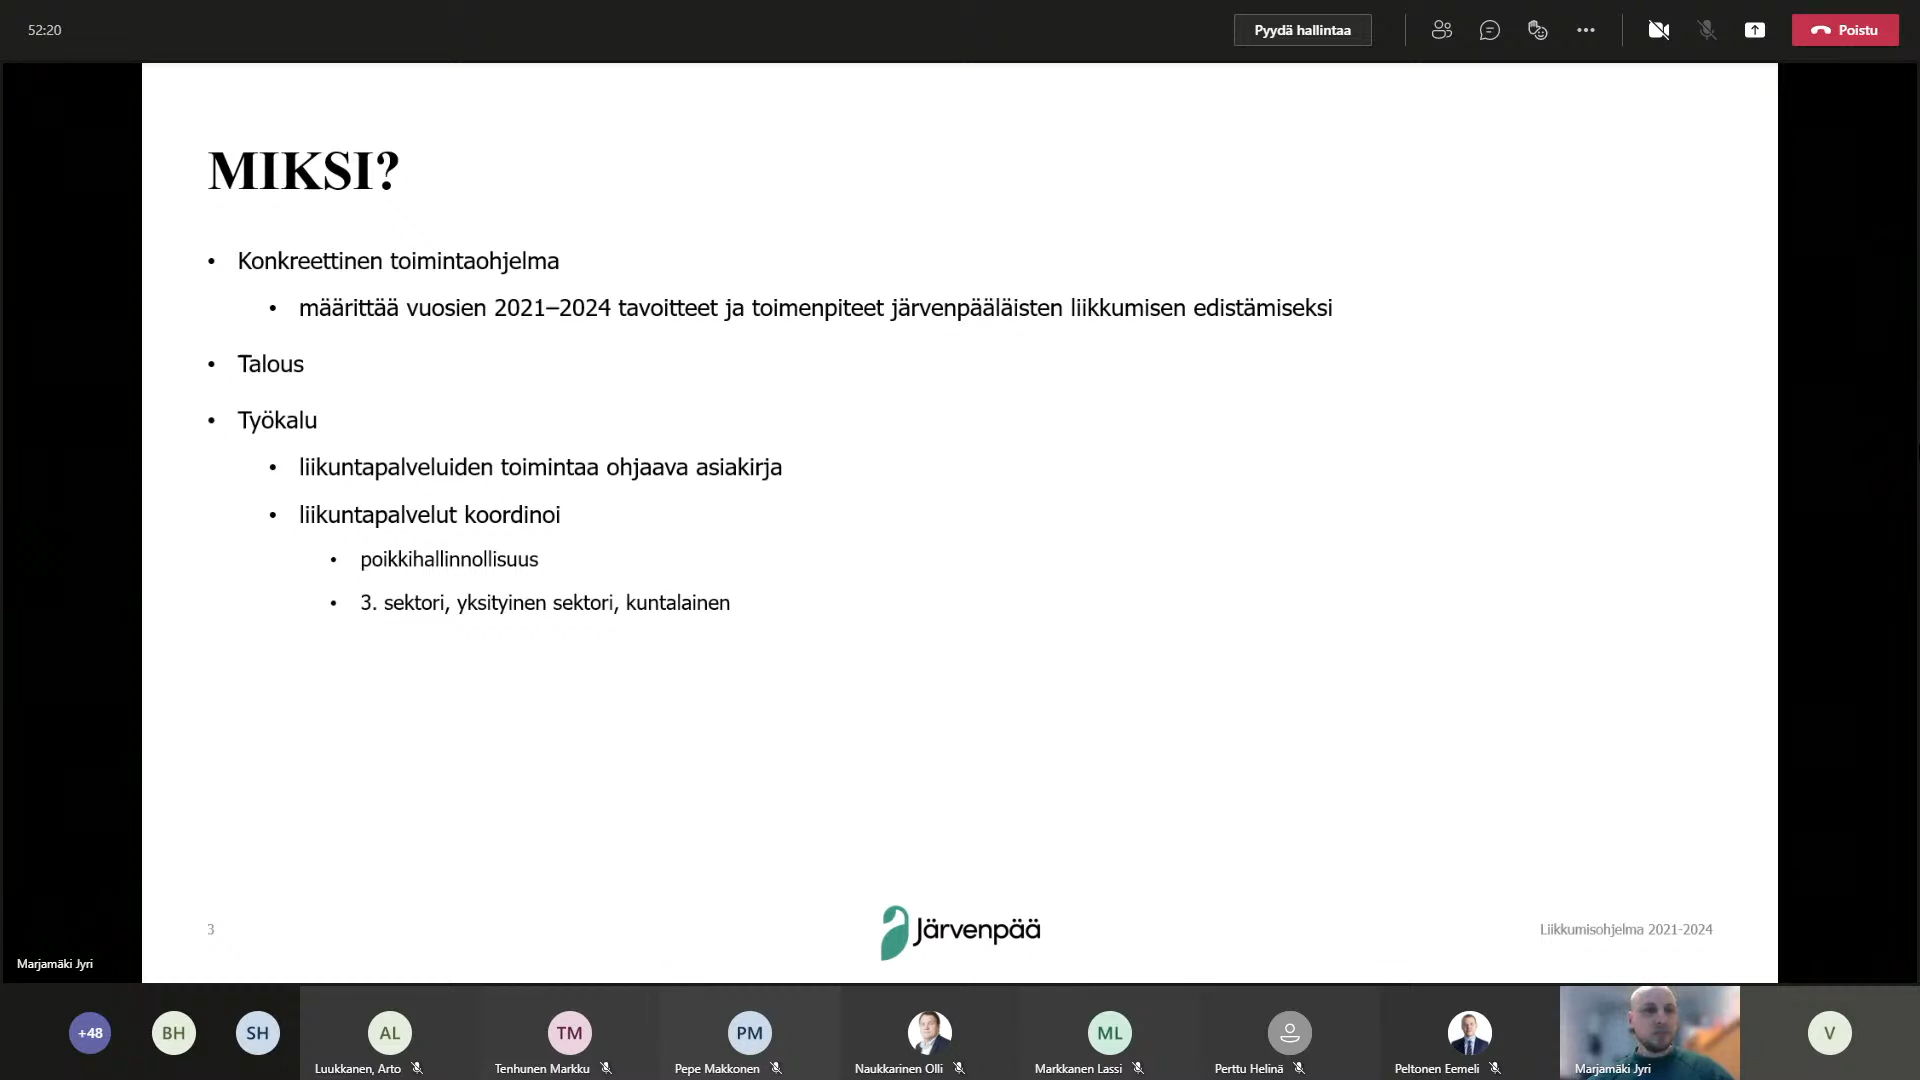 52:20
Pyydä hallintaa
Poistu
MIKSI?
• Konkreettinen toimintaohjelma
• määrittää vuosien 2021–2024 tavoitteet ja toimenpiteet järvenpääläisten liikkumisen edistämiseksi
• Talous
• Työkalu
• liikuntapalveluiden toimintaa ohjaava asiakirja
• liikuntapalvelut koordinoi
• poikkihallinnollisuus
• 3. sektori, yksityinen sektori, kuntalainen
3
Järvenpää
Liikkumisohjelma 2021-2024
Marjamäki Jyri
+48
BH
SH
AL
TM
PM
ML
V
Luukkanen, Arto
Tenhunen Markku
Pepe Makkonen
Naukkarinen Olli
Markkanen Lassi
Perttu Helinä
Peltonen Eemeli
Marjamäki Jyri